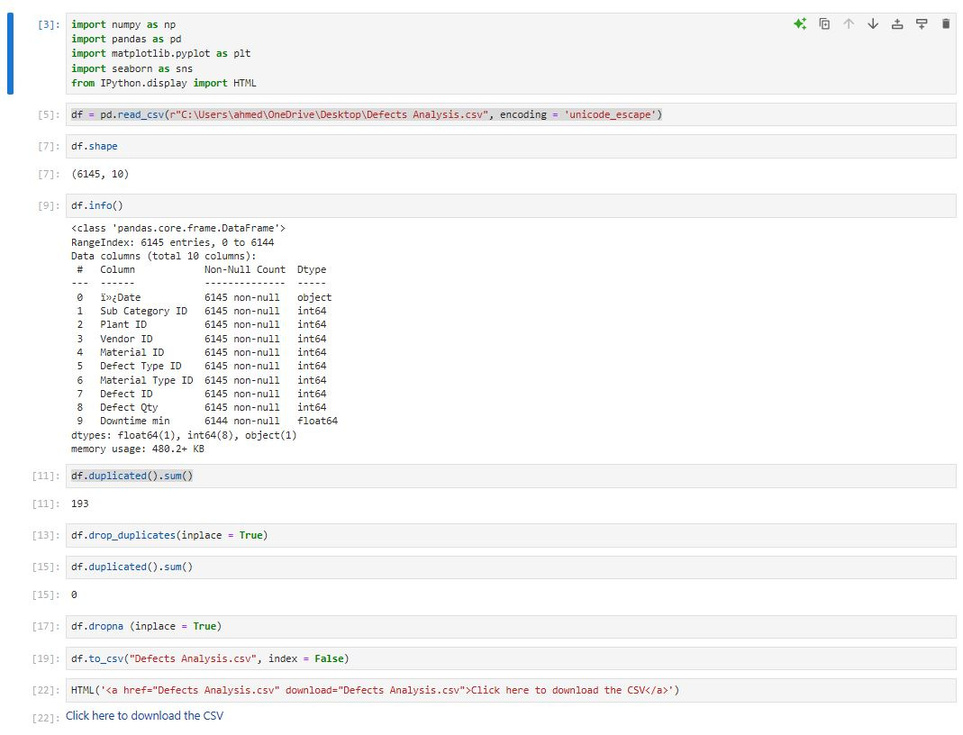 [3]: import numpy as np
import pandas as pd
import matplotlib.pyplot as plt
import seaborn as sns
from IPython.display import HTML
[5]: df = pd.read_csv(r"C:\Users\ahmed\OneDrive\Desktop\Defects Analysis.csv", encoding = 'unicode_escape')
[7]: df.shape
[7]: (6145, 10)
[9]: df.info()
<class 'pandas.core.frame.DataFrame'>
RangeIndex: 6145 entries, 0 to 6144
Data columns (total 10 columns):
 #   Column            Non-Null Count  Dtype
---  ------            --------------  -----
 0   ï»¿Date           6145 non-null   object
 1   Sub Category ID   6145 non-null   int64
 2   Plant ID          6145 non-null   int64
 3   Vendor ID         6145 non-null   int64
 4   Material ID       6145 non-null   int64
 5   Defect Type ID    6145 non-null   int64
 6   Material Type ID  6145 non-null   int64
 7   Defect ID         6145 non-null   int64
 8   Defect Qty        6145 non-null   int64
 9   Downtime min      6144 non-null   float64
dtypes: float64(1), int64(8), object(1)
memory usage: 480.2+ KB
[11]: df.duplicated().sum()
[11]: 193
[13]: df.drop_duplicates(inplace = True)
[15]: df.duplicated().sum()
[15]: 0
[17]: df.dropna (inplace = True)
[19]: df.to_csv("Defects Analysis.csv", index = False)
[22]: HTML('<a href="Defects Analysis.csv" download="Defects Analysis.csv">Click here to download the CSV</a>')
[22]: Click here to download the CSV